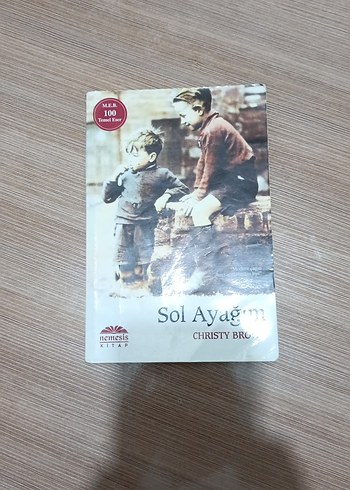 M.E.B.
100
Temel Eser
Sol Ayağım
CHRISTY
nemesis
KİTAP